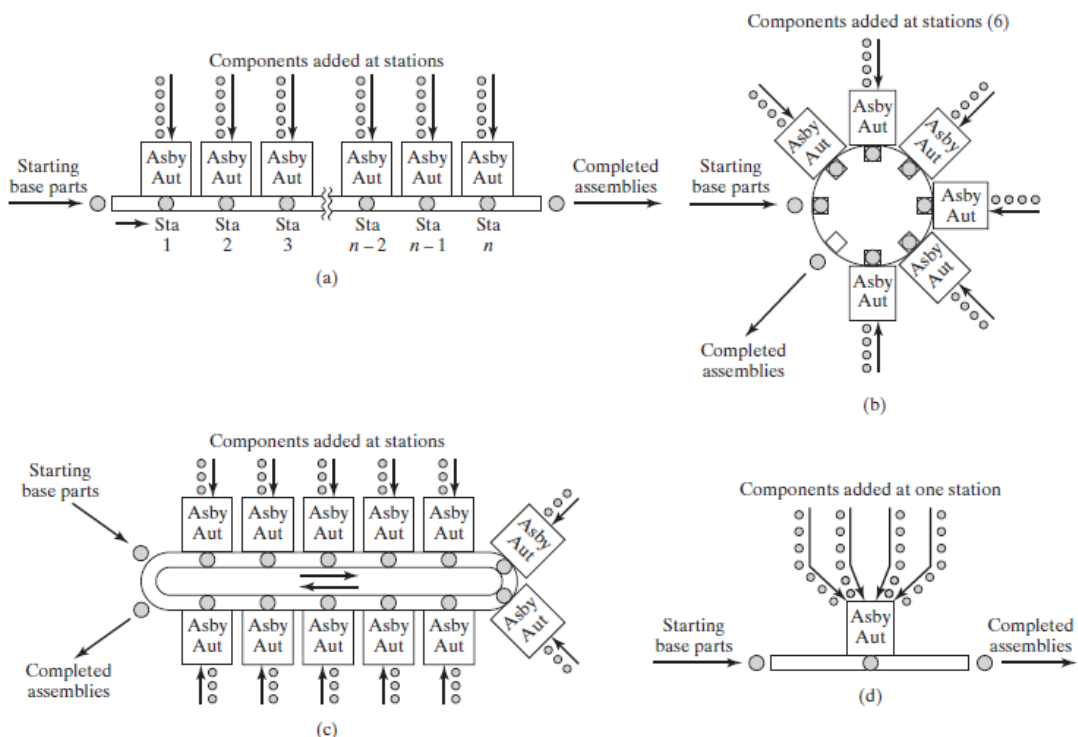 Components added at stations
Asby Aut
Asby Aut
Asby Aut
Asby Aut
Asby Aut
Asby Aut
Starting
base parts
Completed
assemblies
Sta Sta Sta Sta Sta Sta
1 2 3 n – 2 n – 1 n
(a)
Components added at stations (6)
Asby
Aut
Asby
Aut
Asby
Aut
Starting
base parts
Asby
Aut
Asby
Aut
Asby
Aut
Completed
assemblies
(b)
Components added at stations
Starting
base parts
Asby Asby Asby Asby Asby
Aut Aut Aut Aut Aut
Asby
Aut
Asby Asby Asby Asby Asby
Aut Aut Aut Aut Aut
Asby
Aut
Completed
assemblies
(c)
Components added at one station
Asby
Aut
Starting
base parts
Completed
assemblies
(d)